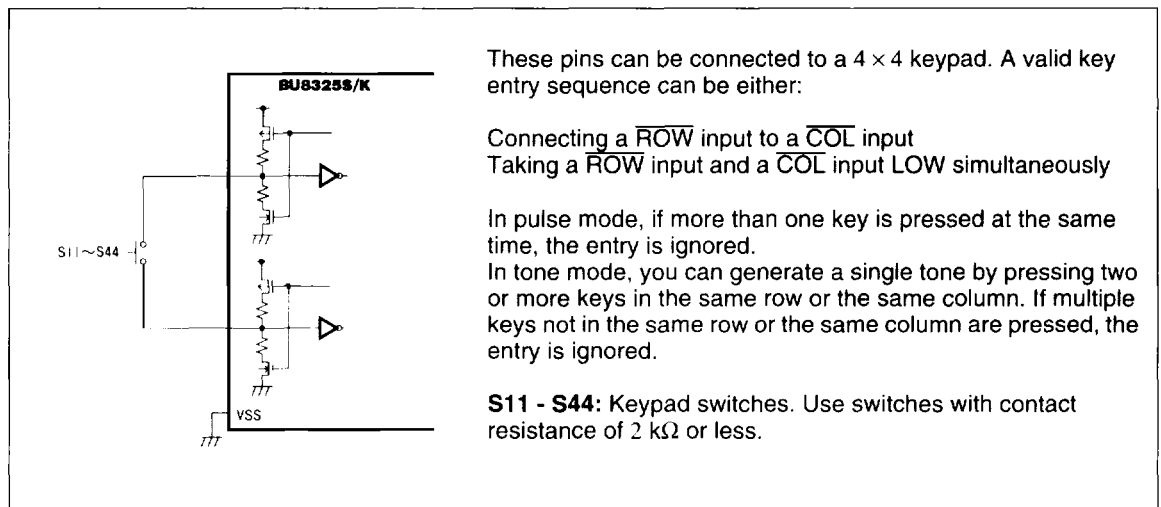 BU8325S/K
S11~S44
VSS
These pins can be connected to a 4 × 4 keypad. A valid key
entry sequence can be either:
Connecting a R̅O̅W̅ input to a C̅O̅L̅ input
Taking a R̅O̅W̅ input and a C̅O̅L̅ input LOW simultaneously
In pulse mode, if more than one key is pressed at the same
time, the entry is ignored.
In tone mode, you can generate a single tone by pressing two
or more keys in the same row or the same column. If multiple
keys not in the same row or the same column are pressed, the
entry is ignored.
S11 - S44: Keypad switches. Use switches with contact
resistance of 2 kΩ or less.